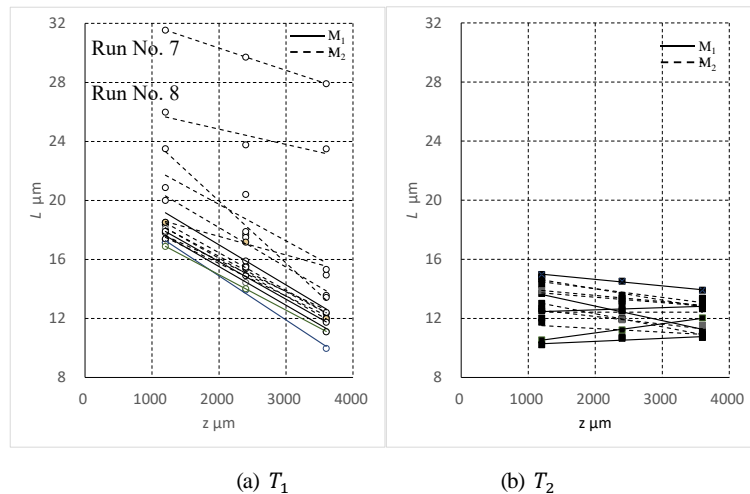 32
28
24
20
16
12
8
L μm
Run No. 7
Run No. 8
M1
M2
0 1000 2000 3000 4000
z μm
(a) T1
32
28
24
20
16
12
8
L μm
M1
M2
0 1000 2000 3000 4000
z μm
(b) T2